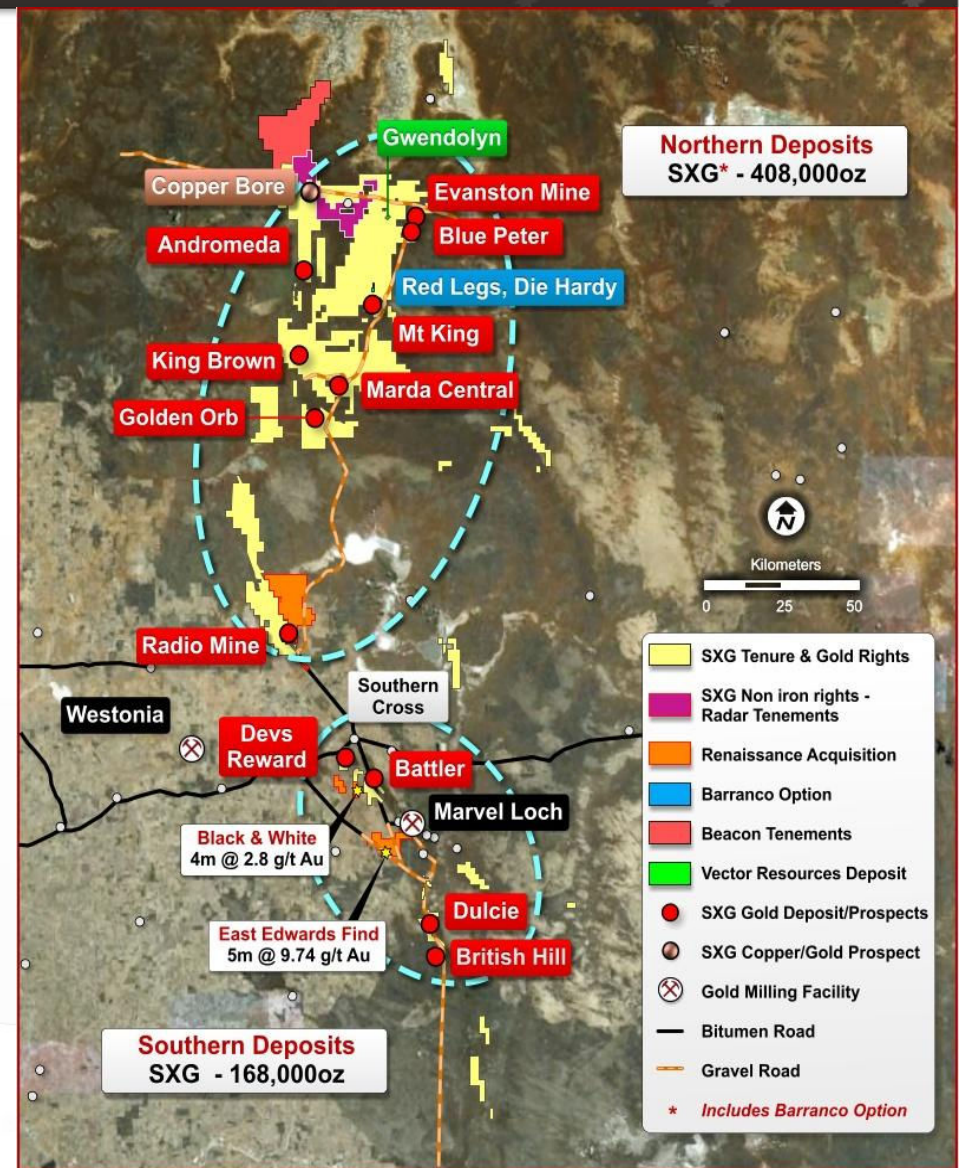 Gwendolyn
Northern Deposits
SXG* - 408,000oz
Copper Bore
Evanston Mine
Blue Peter
Andromeda
Red Legs, Die Hardy
Mt King
King Brown
Marda Central
Golden Orb
N
Kilometers
0 25 50
Radio Mine
Southern
Cross
Westonia
Devs
Reward
Battler
Marvel Loch
Black & White
4m @ 2.8 g/t Au
East Edwards Find
5m @ 9.74 g/t Au
Dulcie
British Hill
Southern Deposits
SXG - 168,000oz
SXG Tenure & Gold Rights
SXG Non iron rights -
Radar Tenements
Renaissance Acquisition
Barranco Option
Beacon Tenements
Vector Resources Deposit
SXG Gold Deposit/Prospects
SXG Copper/Gold Prospect
Gold Milling Facility
Bitumen Road
Gravel Road
* Includes Barranco Option